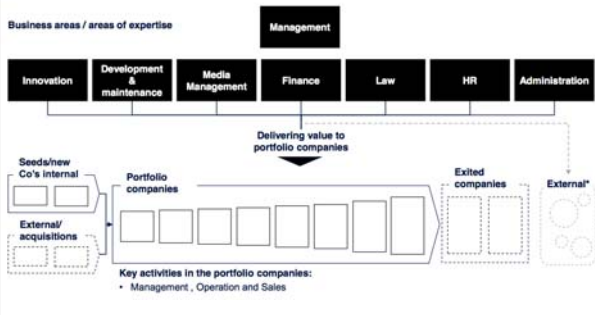 Business areas / areas of expertise
Management
Innovation
Development
&
maintenance
Media
Management
Finance
Law
HR
Administration
Delivering value to
portfolio companies
Seeds/new
Co's internal
External/
acquisitions
Portfolio
companies
Exited
companies
External*
Key activities in the portfolio companies:
• Management , Operation and Sales